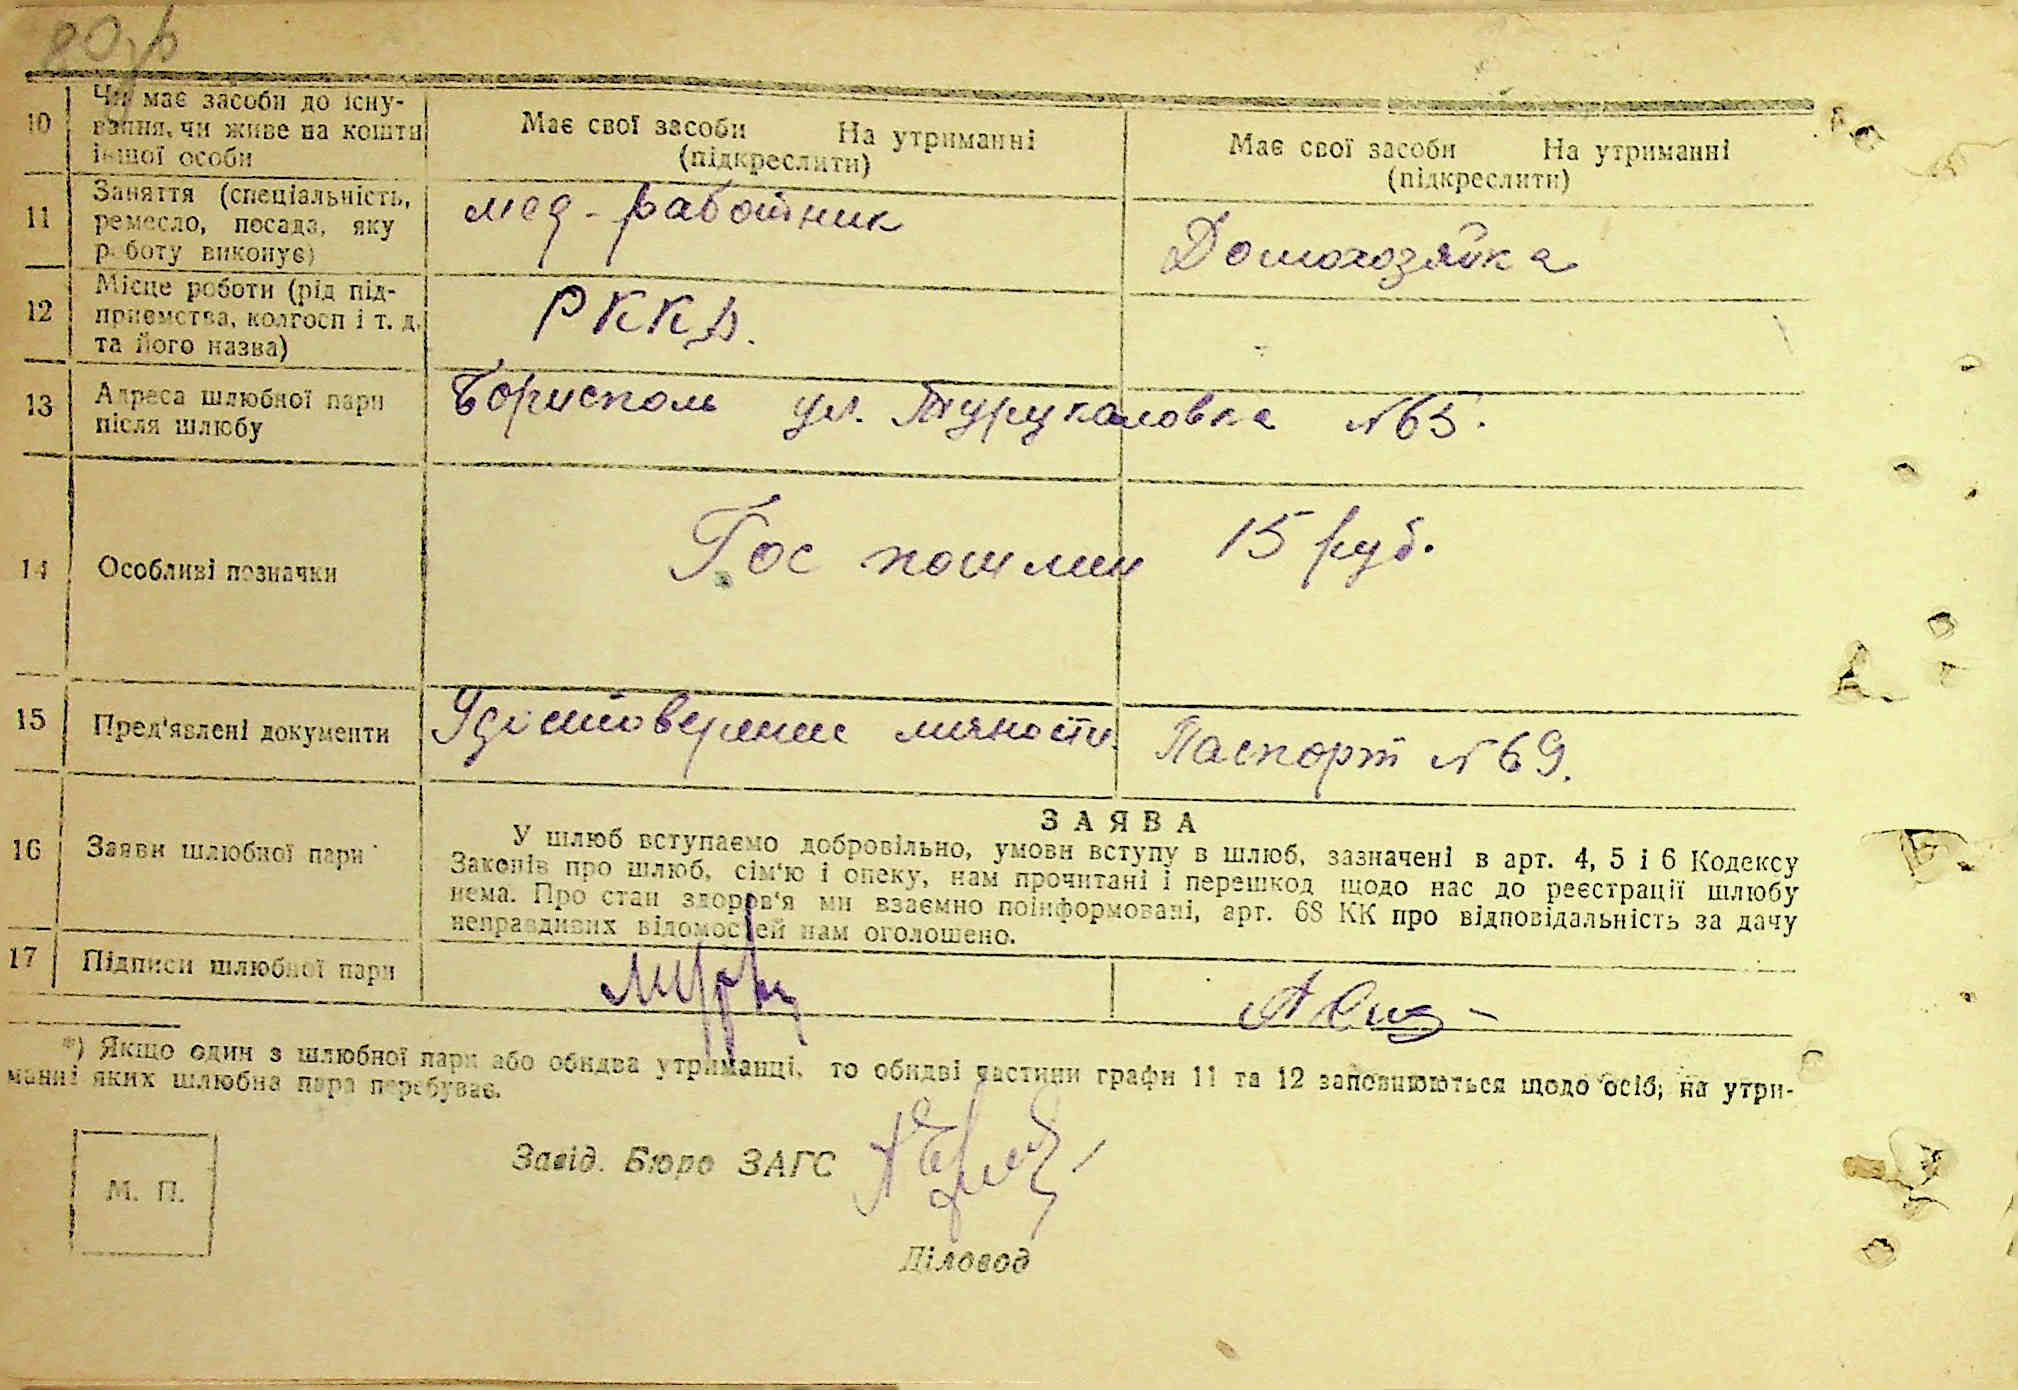 10 Чи має засоби до існу-
вання, чи живе на кошти
іншої особи
Має свої засоби На утриманні
(підкреслити)
Має свої засоби На утриманні
(підкреслити)
11 Заняття (спеціальність,
ремесло, посада, яку
роботу виконує)
мед-работник
Домохозяйка
12 Місце роботи (рід під-
приємства, колгосп і т. д.
та його назва)
РККА.
13 Адреса шлюбної пари
після шлюбу
Борисполь ул. №65.
14 Особливі позначки
Гос пошлин 15 руб.
15 Пред'явлені документи
Удостоверение личности.
Паспорт №69.
16 Заяви шлюбної пари
ЗАЯВА
У шлюб вступаємо добровільно, умови вступу в шлюб, зазначені в арт. 4, 5 і 6 Кодексу
Законів про шлюб, сім'ю і опеку, нам прочитані і перешкод щодо нас до реєстрації шлюбу
нема. Про стан здоров'я ми взаємно поінформовані, арт. 68 КК про відповідальність за дачу
неправдивих відомостей нам оголошено.
17 Підписи шлюбної пари
*) Якщо один з шлюбної пари або обидва утриманці, то обидві частини графи 11 та 12 заповнюються щодо осіб, на утри-
манні яких шлюбна пара перебуває.
М. П.
Завід. Бюро ЗАГС
Діловод